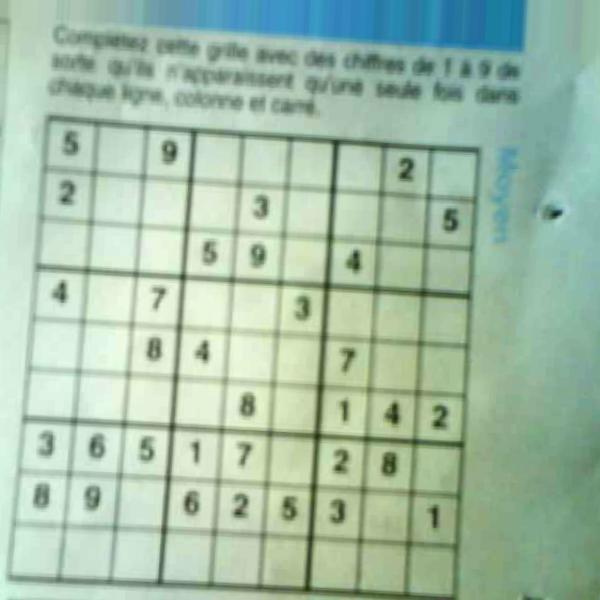 Complétez cette grille avec des chiffres de 1 à 9 de
sorte qu'ils n'apparaissent qu'une seule fois dans
chaque ligne, colonne et carré.
Moyen
5 9 2
2 3 5
5 9 4
4 7 3
8 4 7
8 1 4 2
3 6 5 1 7 2 8
8 9 6 2 5 3 1